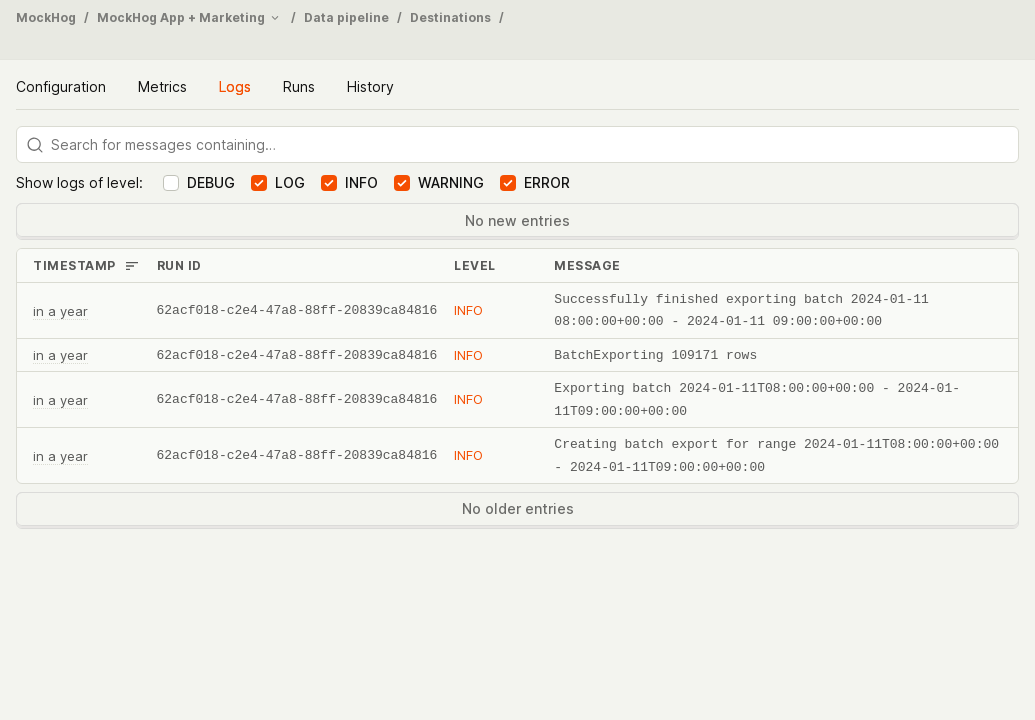 MockHog / MockHog App + Marketing / Data pipeline / Destinations /
Configuration Metrics Logs Runs History
Search for messages containing…
Show logs of level: DEBUG LOG INFO WARNING ERROR
No new entries
TIMESTAMP RUN ID LEVEL MESSAGE
in a year 62acf018-c2e4-47a8-88ff-20839ca84816 INFO Successfully finished exporting batch 2024-01-11
08:00:00+00:00 - 2024-01-11 09:00:00+00:00
in a year 62acf018-c2e4-47a8-88ff-20839ca84816 INFO BatchExporting 109171 rows
in a year 62acf018-c2e4-47a8-88ff-20839ca84816 INFO Exporting batch 2024-01-11T08:00:00+00:00 - 2024-01-
11T09:00:00+00:00
in a year 62acf018-c2e4-47a8-88ff-20839ca84816 INFO Creating batch export for range 2024-01-11T08:00:00+00:00
- 2024-01-11T09:00:00+00:00
No older entries